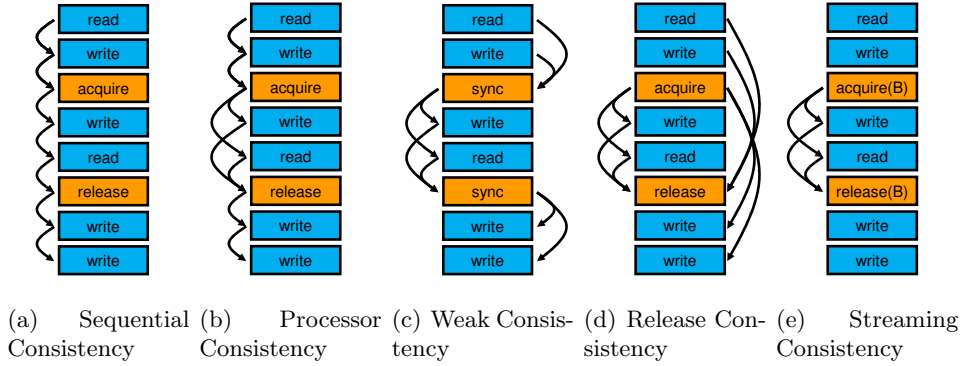 read
write
acquire
write
read
release
write
write
(a) Sequential
Consistency
read
write
acquire
write
read
release
write
write
(b) Processor
Consistency
read
write
sync
write
read
sync
write
write
(c) Weak Consis-
tency
read
write
acquire
write
read
release
write
write
(d) Release Con-
sistency
read
write
acquire(B)
write
read
release(B)
write
write
(e) Streaming
Consistency